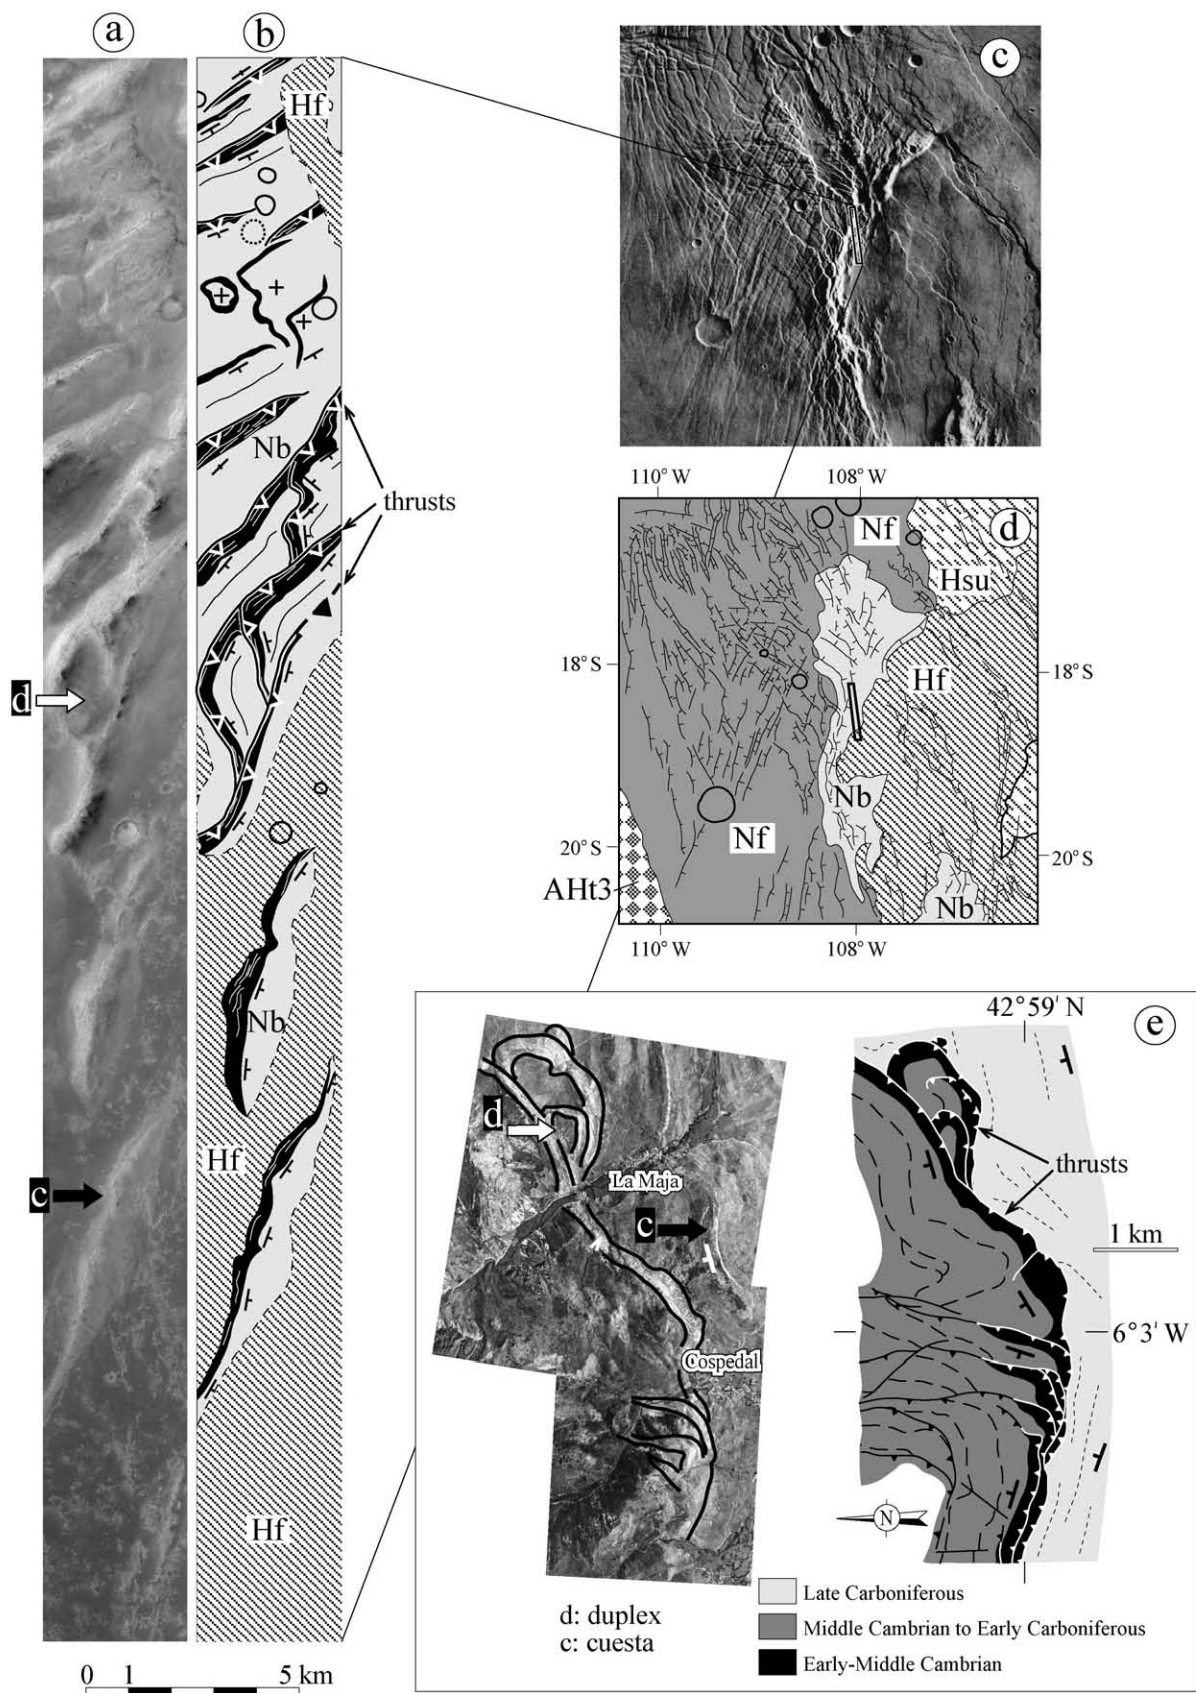 a
b
Hf
Nb
thrusts
d
Nb
Hf
c
Hf
0 1 5 km
c
110° W 108° W
d
Nf
Hsu
18° S
Hf
18° S
Nb
Nf
20° S
20° S
AHt3
Nb
110° W 108° W
e
42°59′ N
d
La Maja
c
Cospedal
thrusts
1 km
6°3′ W
N
d: duplex
c: cuesta
Late Carboniferous
Middle Cambrian to Early Carboniferous
Early-Middle Cambrian